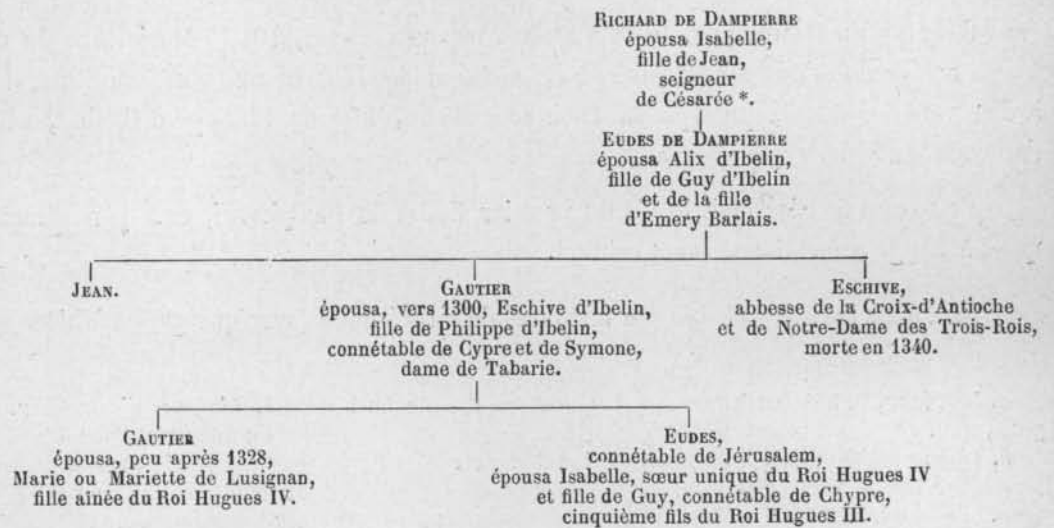 RICHARD DE DAMPIERRE
épousa Isabelle,
fille de Jean,
seigneur
de Césarée *.
EUDES DE DAMPIERRE
épousa Alix d'Ibelin,
fille de Guy d'Ibelin
et de la fille
d'Emery Barlais.
JEAN.
GAUTIER
épousa, vers 1300, Eschive d'Ibelin,
fille de Philippe d'Ibelin,
connétable de Cypre et de Symone,
dame de Tabarie.
ESCHIVE,
abbesse de la Croix-d'Antioche
et de Notre-Dame des Trois-Rois,
morte en 1340.
GAUTIER
épousa, peu après 1328,
Marie ou Mariette de Lusignan,
fille aînée du Roi Hugues IV.
EUDES,
connétable de Jérusalem,
épousa Isabelle, sœur unique du Roi Hugues IV
et fille de Guy, connétable de Chypre,
cinquième fils du Roi Hugues III.